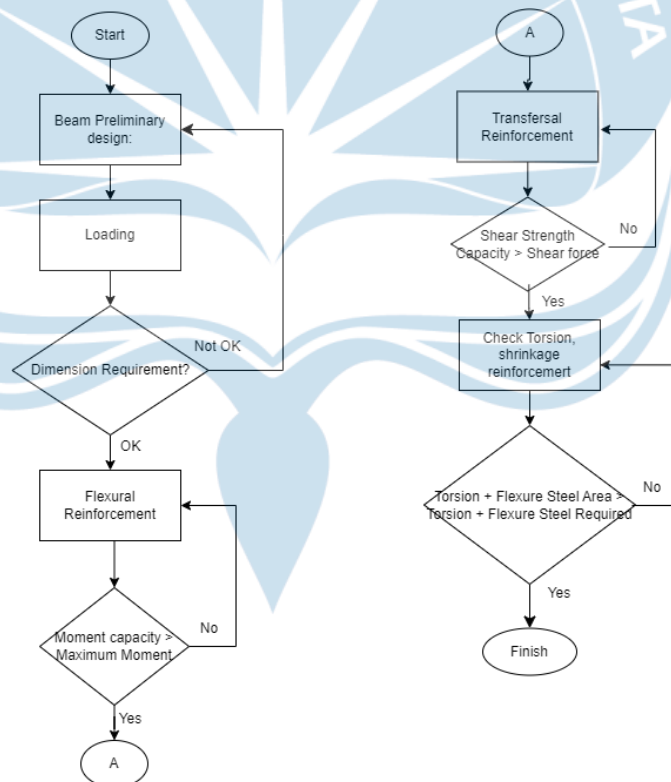 Start
Beam Preliminary
design:
Loading
Dimension Requirement?
Not OK
OK
Flexural
Reinforcement
Moment capacity >
Maximum Moment
No
Yes
A
A
Transfersal
Reinforcement
Shear Strength
Capacity > Shear force
No
Yes
Check Torsion,
shrinkage
reinforcemert
Torsion + Flexure Steel Area >
Torsion + Flexure Steel Required
No
Yes
Finish
TA